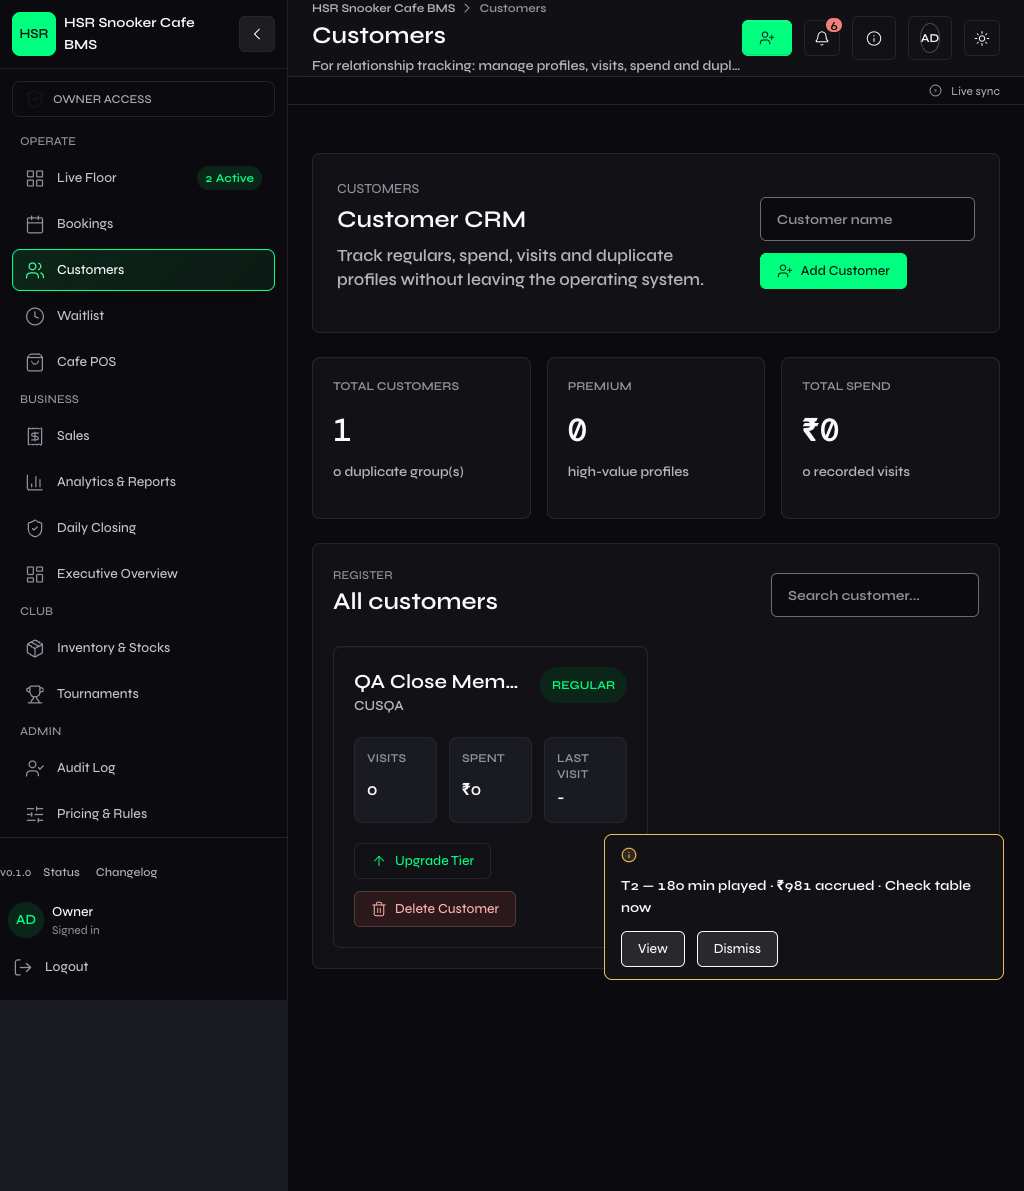 HSR
HSR Snooker Cafe
BMS
OWNER ACCESS
OPERATE
Live Floor
2 Active
Bookings
Customers
Waitlist
Cafe POS
BUSINESS
Sales
Analytics & Reports
Daily Closing
Executive Overview
CLUB
Inventory & Stocks
Tournaments
ADMIN
Audit Log
Pricing & Rules
v0.1.0 Status Changelog
AD
Owner
Signed in
Logout
HSR Snooker Cafe BMS > Customers
Customers
For relationship tracking: manage profiles, visits, spend and dupl...
6
AD
Live sync
CUSTOMERS
Customer CRM
Track regulars, spend, visits and duplicate
profiles without leaving the operating system.
Customer name
Add Customer
TOTAL CUSTOMERS
1
0 duplicate group(s)
PREMIUM
0
high-value profiles
TOTAL SPEND
₹0
0 recorded visits
REGISTER
All customers
Search customer...
QA Close Mem...
REGULAR
CUSQA
VISITS
0
SPENT
₹0
LAST
VISIT
-
Upgrade Tier
Delete Customer
T2 — 180 min played · ₹981 accrued · Check table
now
View
Dismiss